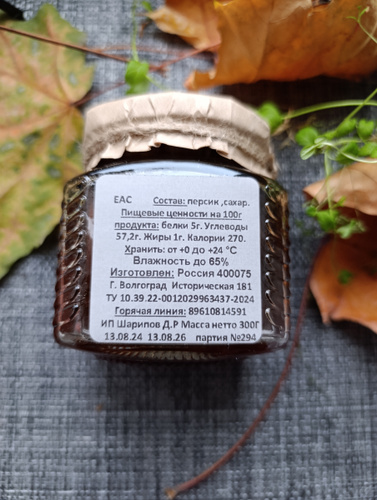 ЕАС Состав: персик ,сахар.
Пищевые ценности на 100г
продукта: белки 5г. Углеводы
57,2г. Жиры 1г. Калории 270.
Хранить: от +0 до +24 °С
Влажность до 65%
Изготовлен: Россия 400075
Г. Волгоград Историческая 181
ТУ 10.39.22-0012029963437-2024
Горячая линия: 89610814591
ИП Шарипов Д.Р Масса нетто 300Г
13.08.24 13.08.26 партия №294